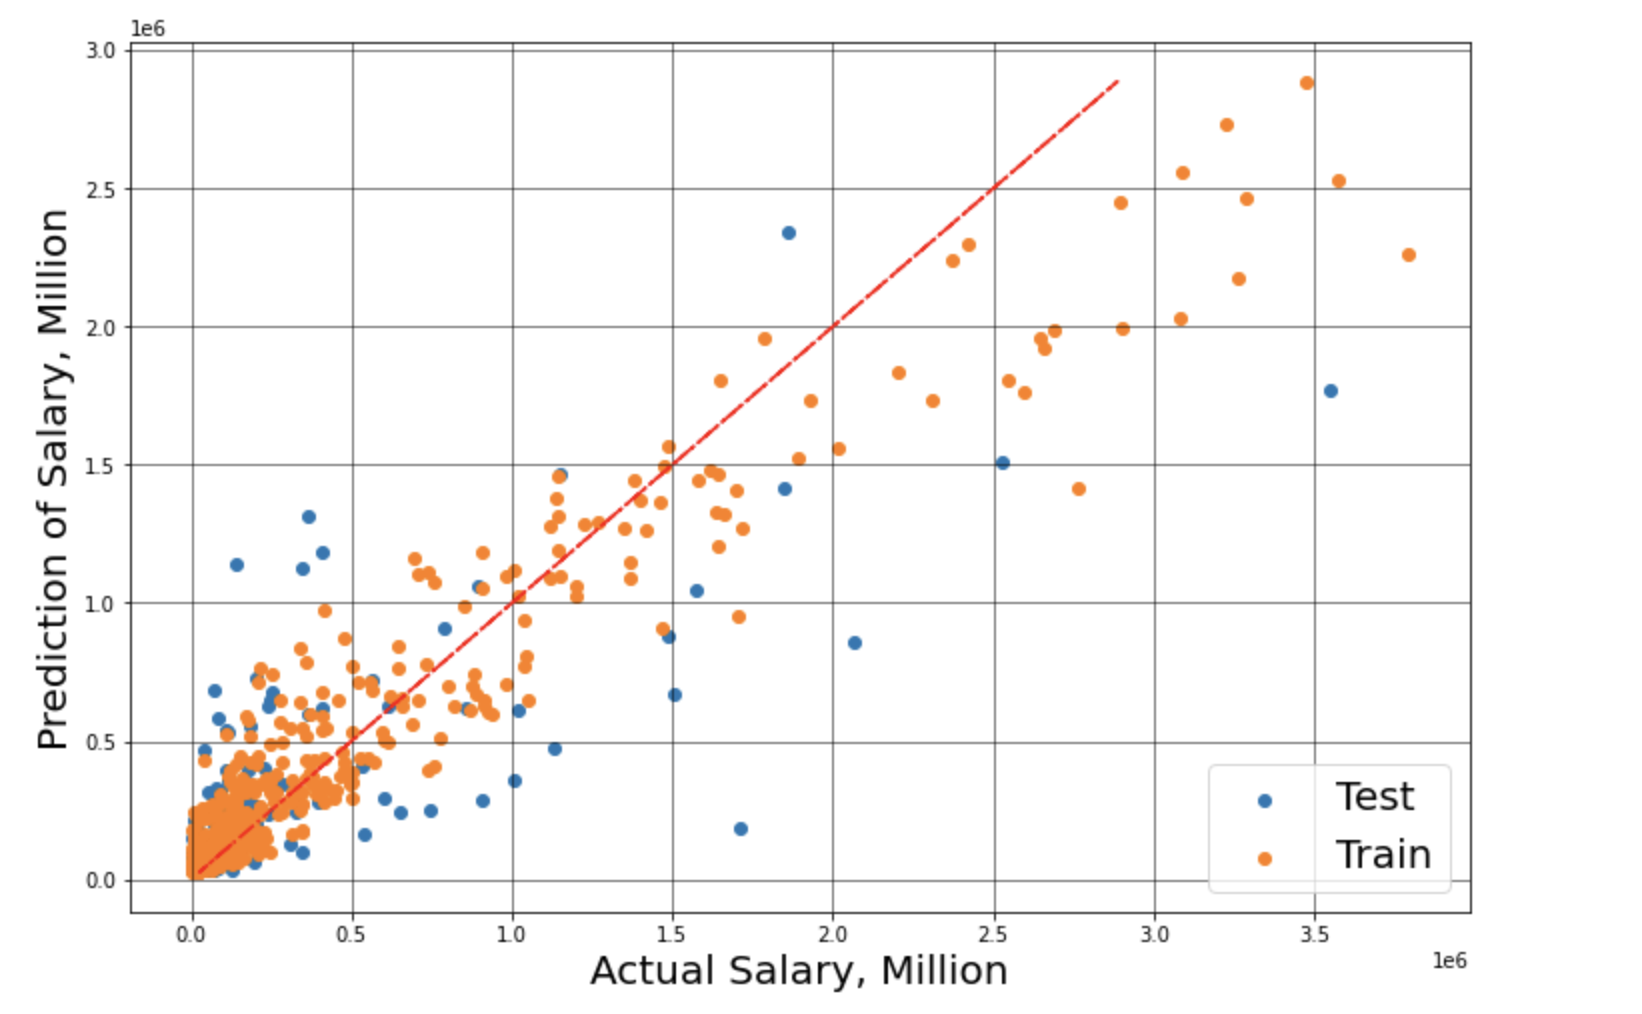 1e6
3.0
2.5
2.0
1.5
1.0
0.5
0.0
Prediction of Salary, Million
Test
Train
0.0 0.5 1.0 1.5 2.0 2.5 3.0 3.5
1e6
Actual Salary, Million